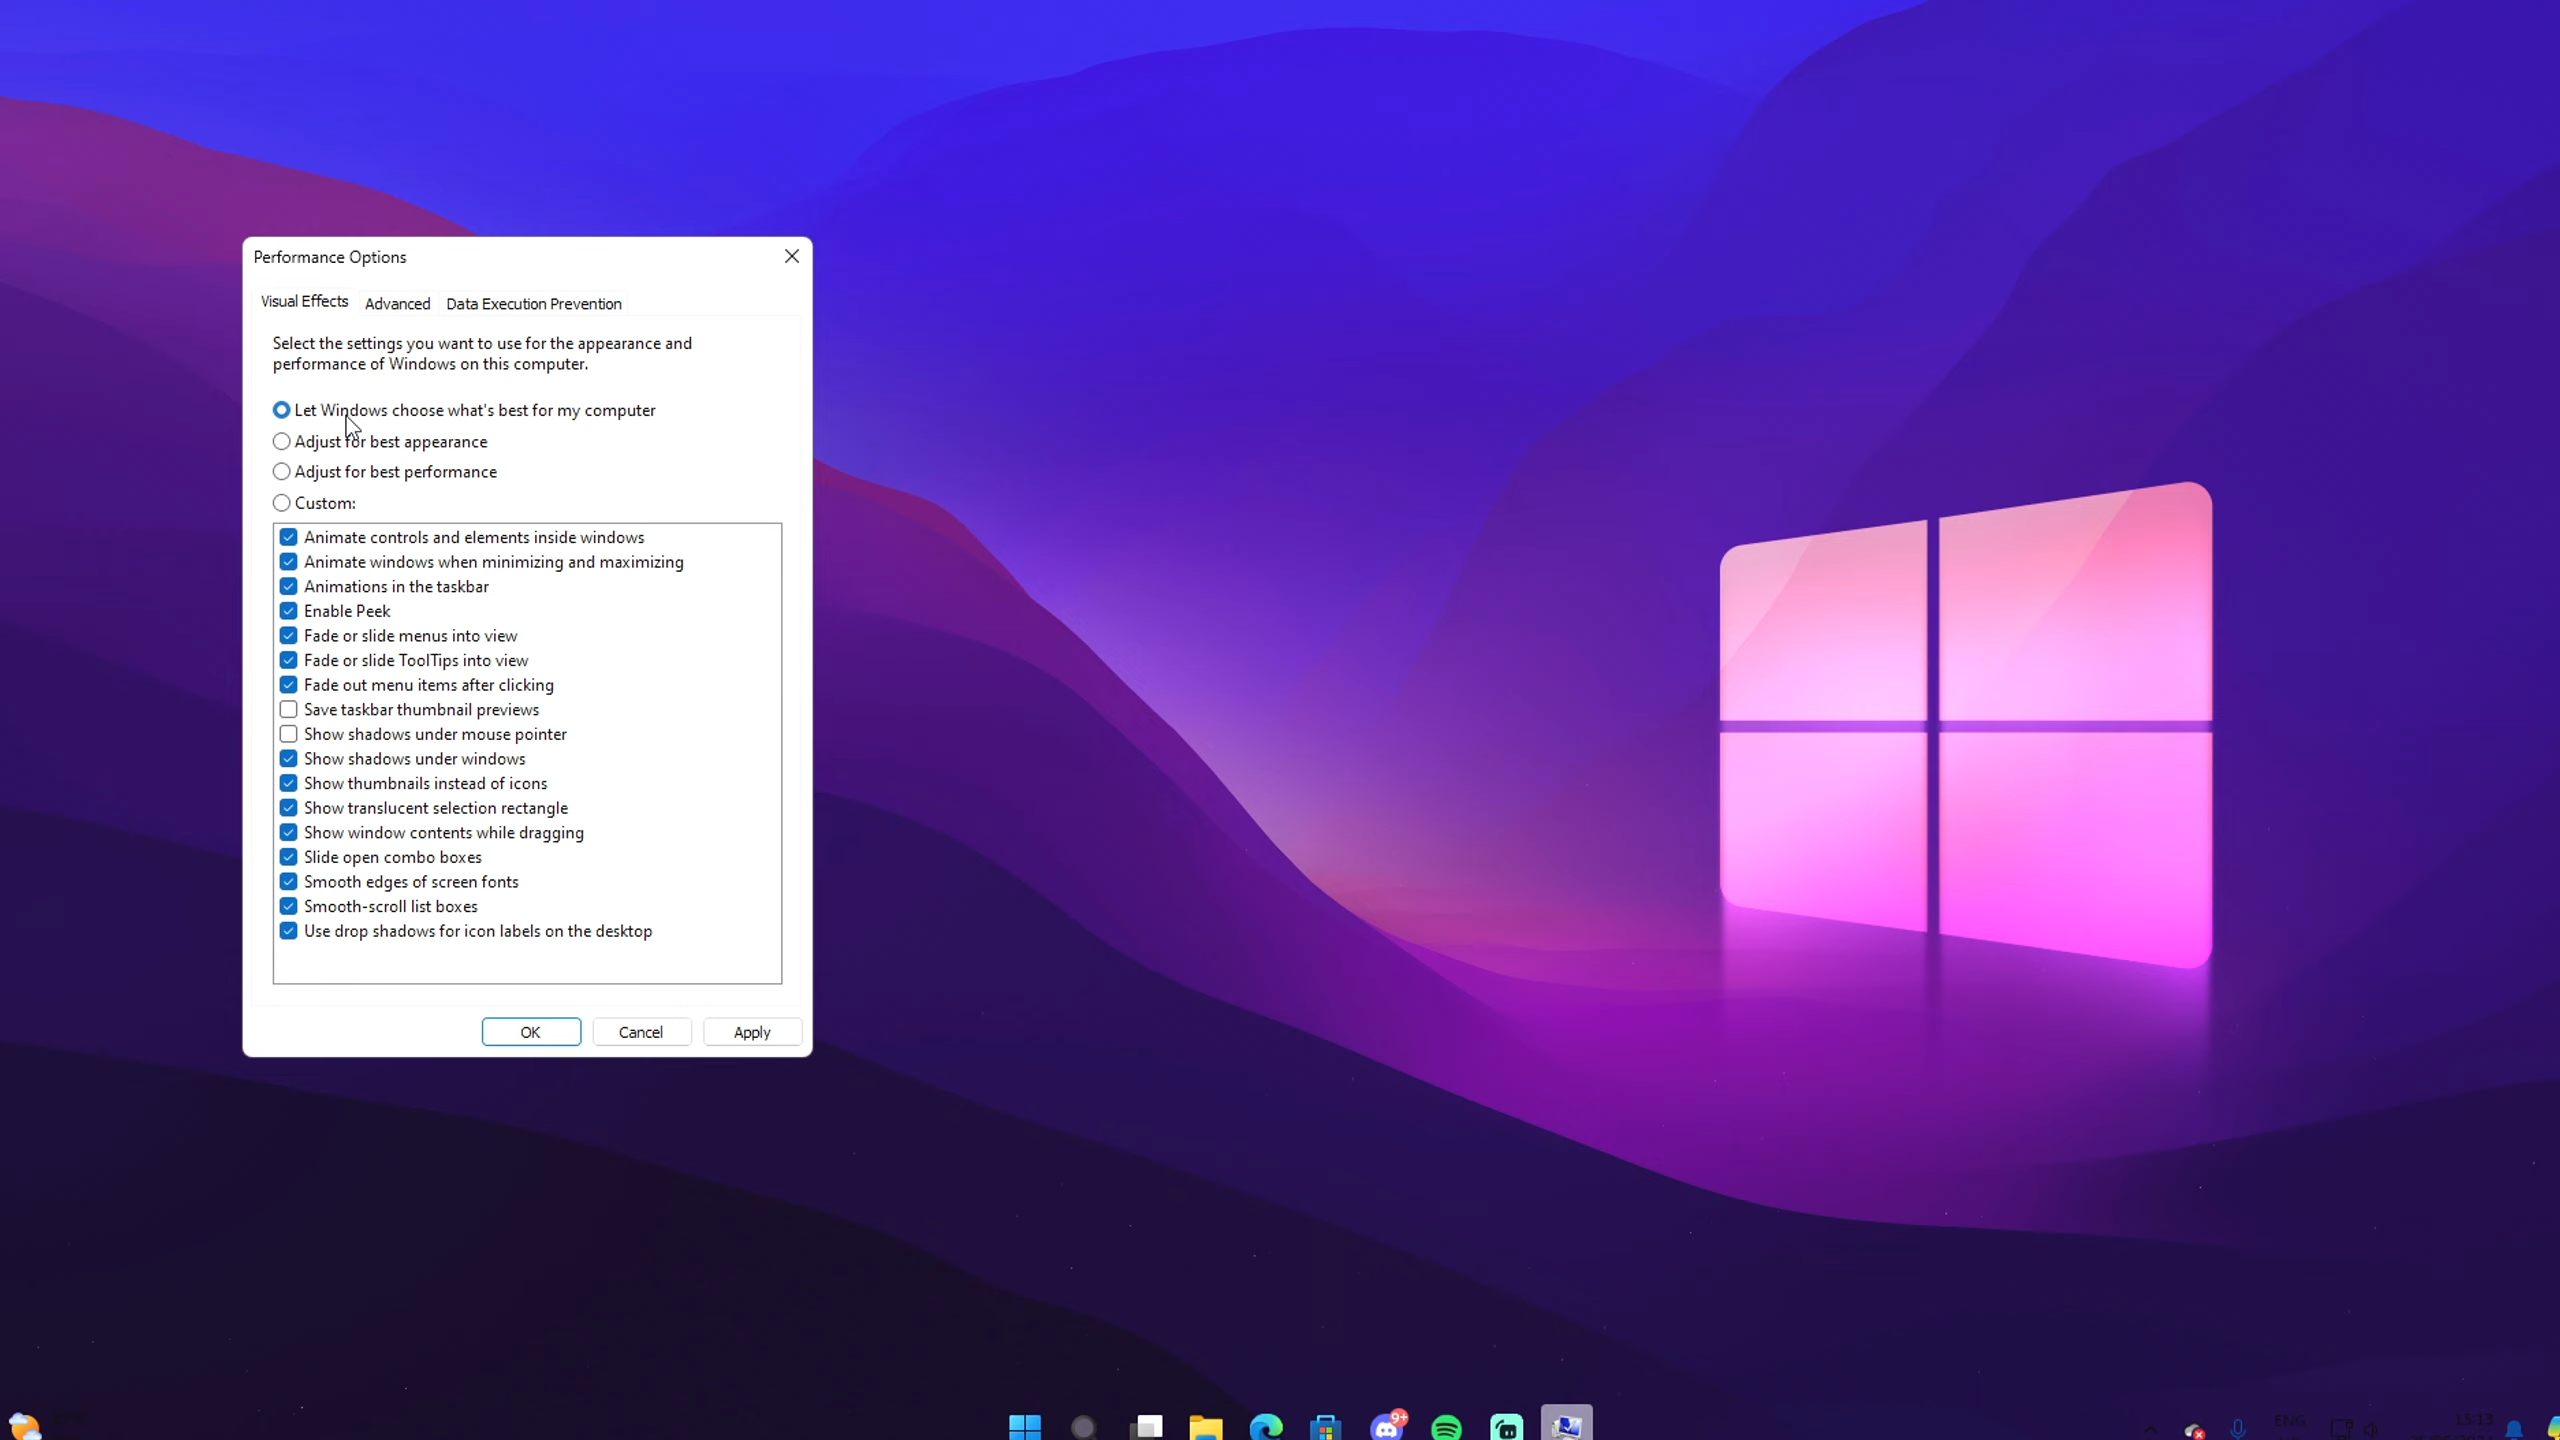 Performance Options
Visual Effects
Advanced
Data Execution Prevention
Select the settings you want to use for the appearance and
performance of Windows on this computer.
Let Windows choose what's best for my computer
Adjust for best appearance
Adjust for best performance
Custom:
Animate controls and elements inside windows
Animate windows when minimizing and maximizing
Animations in the taskbar
Enable Peek
Fade or slide menus into view
Fade or slide ToolTips into view
Fade out menu items after clicking
Save taskbar thumbnail previews
Show shadows under mouse pointer
Show shadows under windows
Show thumbnails instead of icons
Show translucent selection rectangle
Show window contents while dragging
Slide open combo boxes
Smooth edges of screen fonts
Smooth-scroll list boxes
Use drop shadows for icon labels on the desktop
OK
Cancel
Apply
9+
ENG
15:13